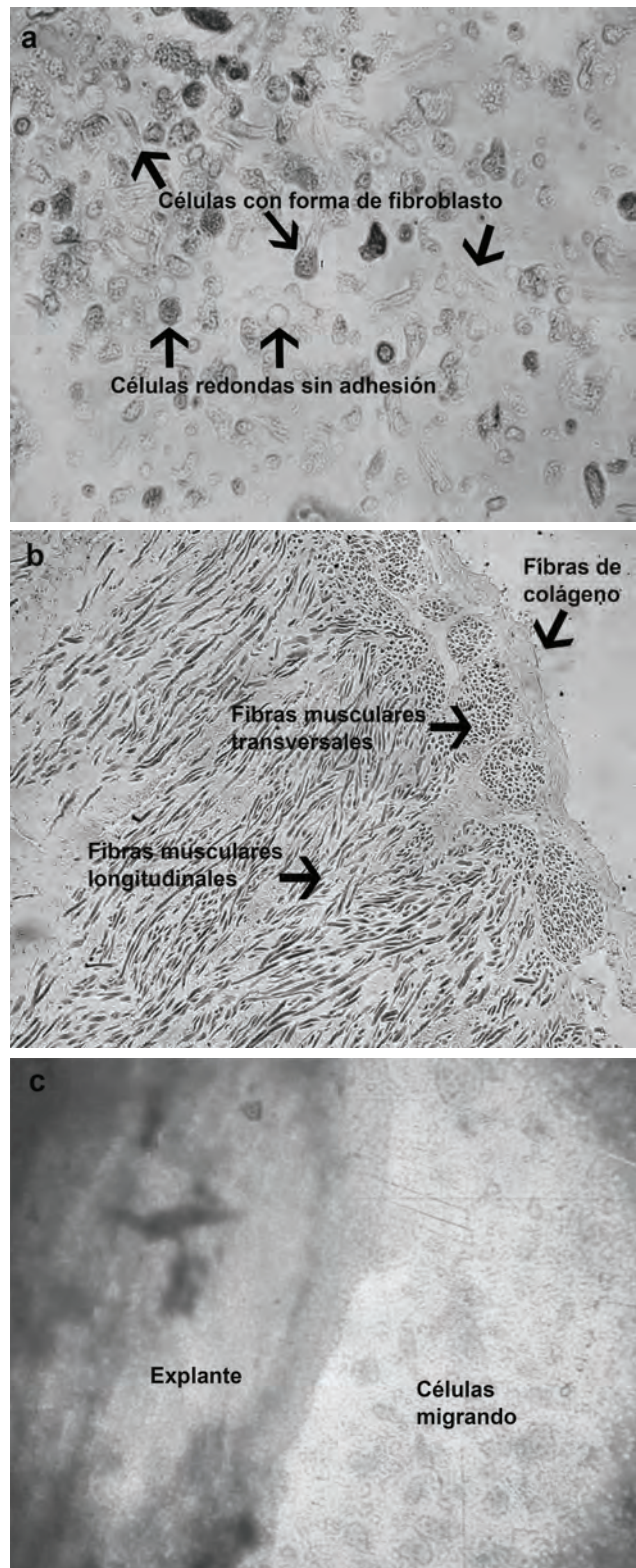 a
Células con forma de fibroblasto
Células redondas sin adhesión
b
Fibras de
colágeno
Fibras musculares
transversales
Fibras musculares
longitudinales
c
Explante
Células
migrando